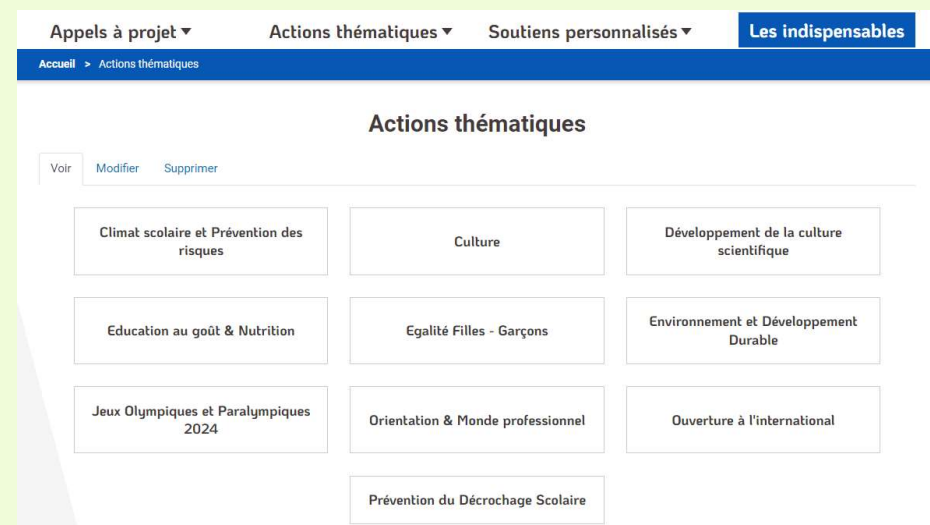 Appels à projet Actions thématiques Soutiens personnalisés Les indispensables
Accueil > Actions thématiques
Actions thématiques
Voir Modifier Supprimer
Climat scolaire et Prévention des
risques
Culture
Développement de la culture
scientifique
Education au goût & Nutrition
Egalité Filles - Garçons
Environnement et Développement
Durable
Jeux Olympiques et Paralympiques
2024
Orientation & Monde professionnel
Ouverture à l'international
Prévention du Décrochage Scolaire